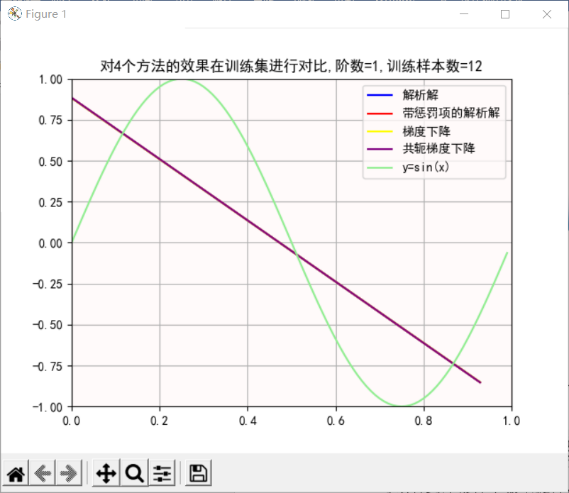 Figure 1
对4个方法的效果在训练集进行对比,阶数=1,训练样本数=12
1.00
0.75
0.50
0.25
0.00
−0.25
−0.50
−0.75
−1.00
0.0 0.2 0.4 0.6 0.8 1.0
解析解
带惩罚项的解析解
梯度下降
共轭梯度下降
y=sin(x)